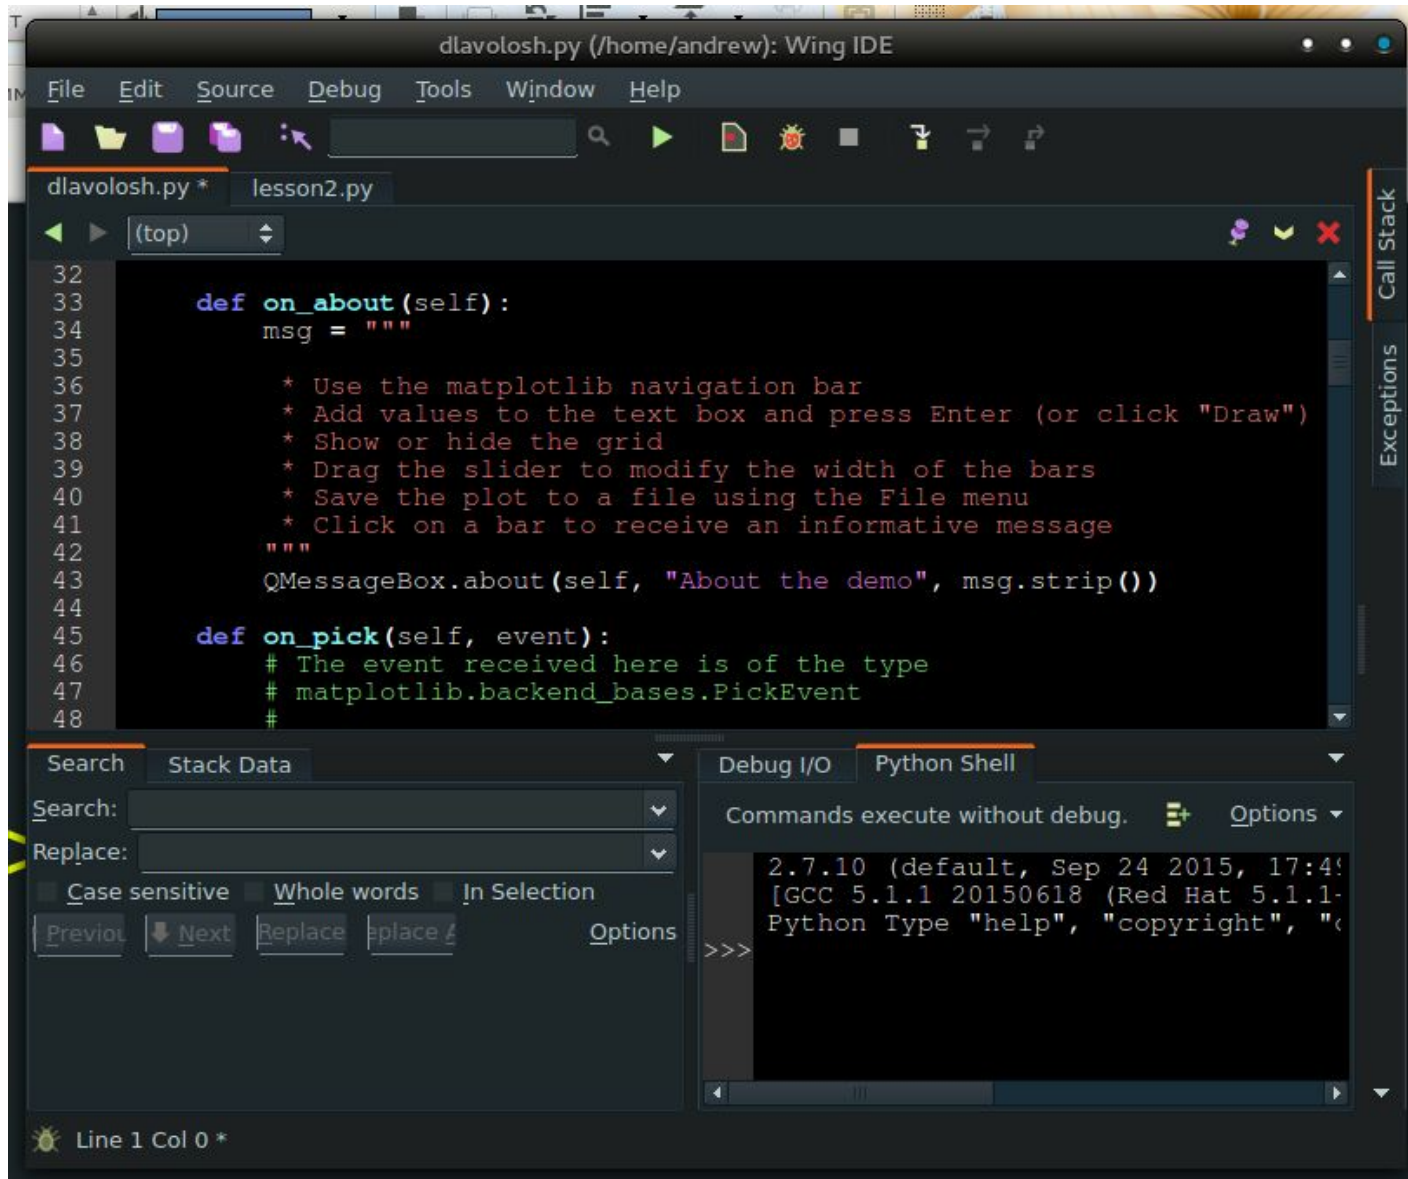 dlavolosh.py (/home/andrew): Wing IDE
File Edit Source Debug Tools Window Help
dlavolosh.py * lesson2.py
(top)
32
33 def on_about(self):
34 msg = """
35
36 * Use the matplotlib navigation bar
37 * Add values to the text box and press Enter (or click "Draw")
38 * Show or hide the grid
39 * Drag the slider to modify the width of the bars
40 * Save the plot to a file using the File menu
41 * Click on a bar to receive an informative message
42 """
43 QMessageBox.about(self, "About the demo", msg.strip())
44
45 def on_pick(self, event):
46 # The event received here is of the type
47 # matplotlib.backend_bases.PickEvent
48 #
Call Stack
Exceptions
Search Stack Data
Search:
Replace:
Case sensitive Whole words In Selection
Previou Next Replace eplace A Options
Debug I/O Python Shell
Commands execute without debug. Options
2.7.10 (default, Sep 24 2015, 17:49
[GCC 5.1.1 20150618 (Red Hat 5.1.1-
Python Type "help", "copyright", "c
>>>
Line 1 Col 0 *